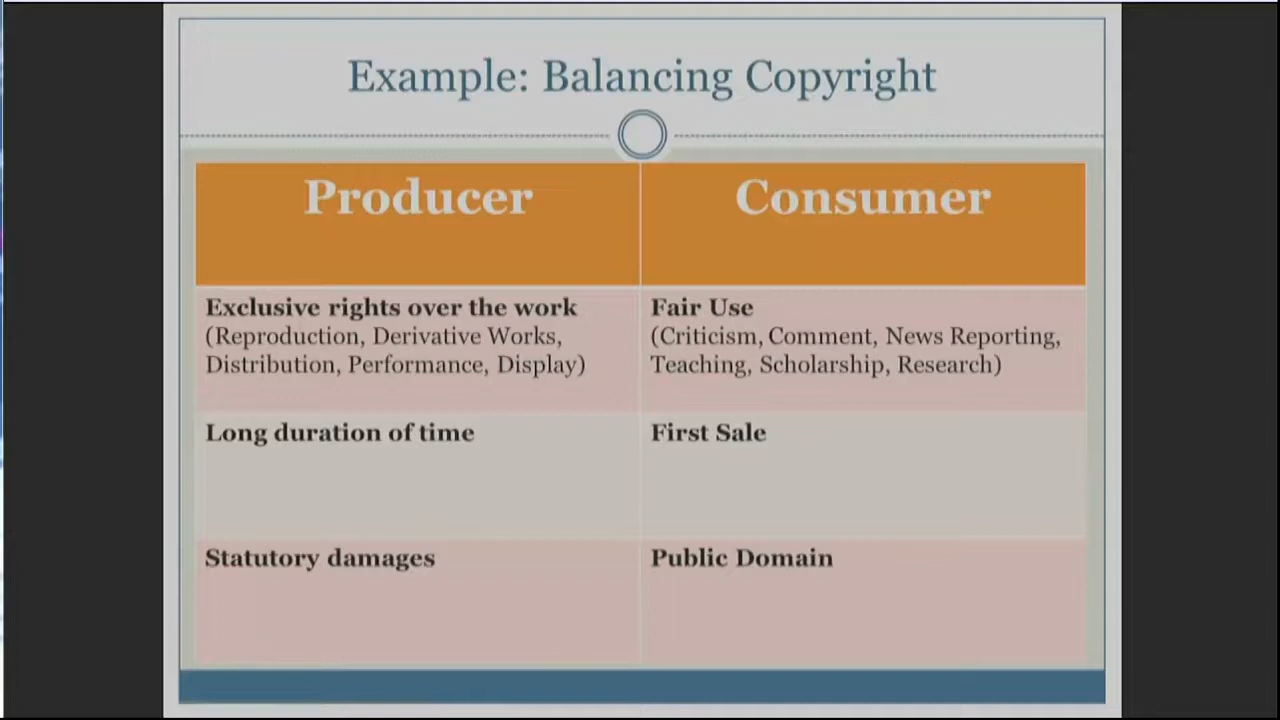 Example: Balancing Copyright
Producer
Consumer
Exclusive rights over the work
(Reproduction, Derivative Works,
Distribution, Performance, Display)
Fair Use
(Criticism, Comment, News Reporting,
Teaching, Scholarship, Research)
Long duration of time
First Sale
Statutory damages
Public Domain